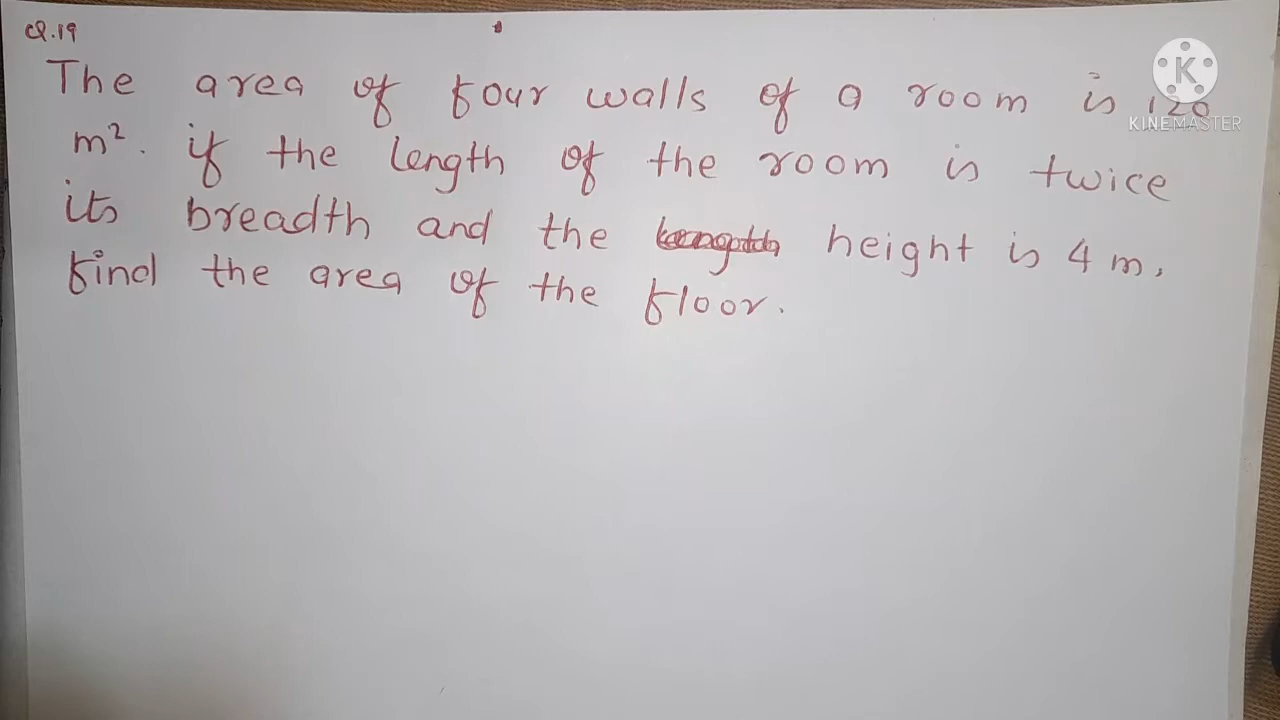 Q.19
The area of four walls of a room is 120
m². if the length of the room is twice
its breadth and the height is 4 m,
find the area of the floor.
K
KINEMASTER